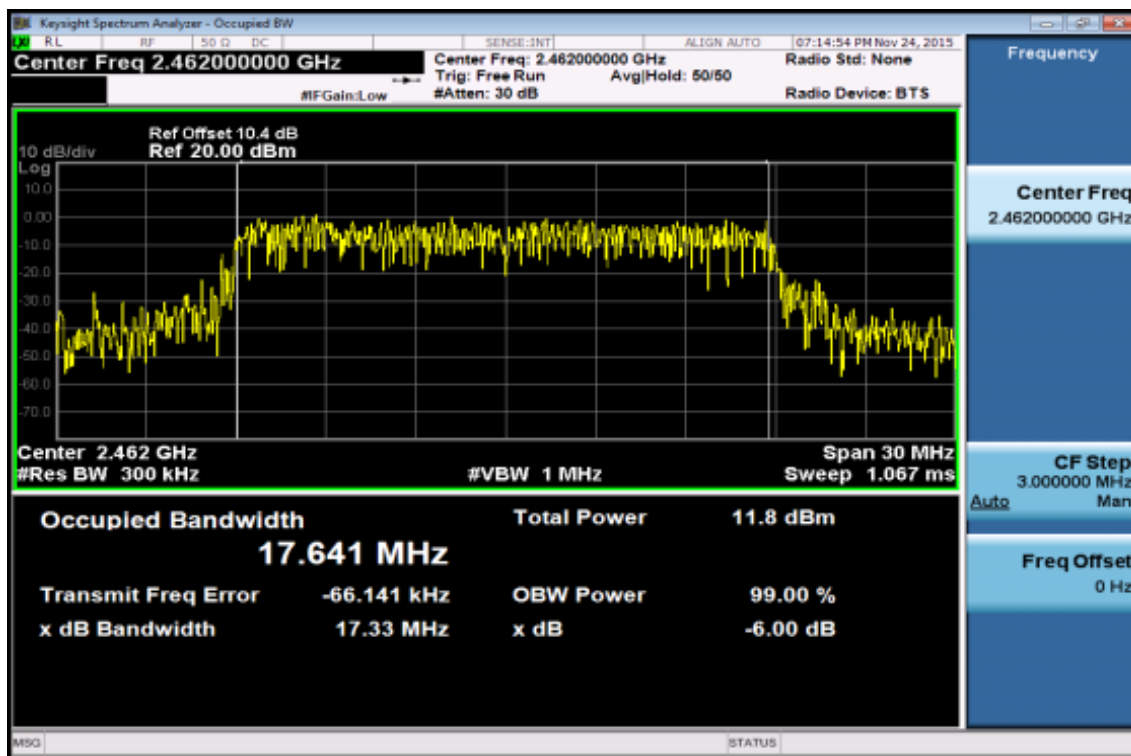 Keysight Spectrum Analyzer - Occupied BW
LXI RL RF 50 Ω DC SENSE:INT ALIGN AUTO 07:14:54 PM Nov 24, 2015
Center Freq 2.462000000 GHz
Center Freq: 2.462000000 GHz Radio Std: None
Trig: Free Run Avg|Hold: 50/50
#IFGain:Low #Atten: 30 dB Radio Device: BTS
Ref Offset 10.4 dB
10 dB/div Ref 20.00 dBm
Log
10.0
0.00
-10.0
-20.0
-30.0
-40.0
-50.0
-60.0
-70.0
Center 2.462 GHz Span 30 MHz
#Res BW 300 kHz #VBW 1 MHz Sweep 1.067 ms
Occupied Bandwidth Total Power 11.8 dBm
17.641 MHz
Transmit Freq Error -66.141 kHz OBW Power 99.00 %
x dB Bandwidth 17.33 MHz x dB -6.00 dB
MSG STATUS
Frequency
Center Freq
2.462000000 GHz
CF Step
3.000000 MHz
Auto Man
Freq Offset
0 Hz